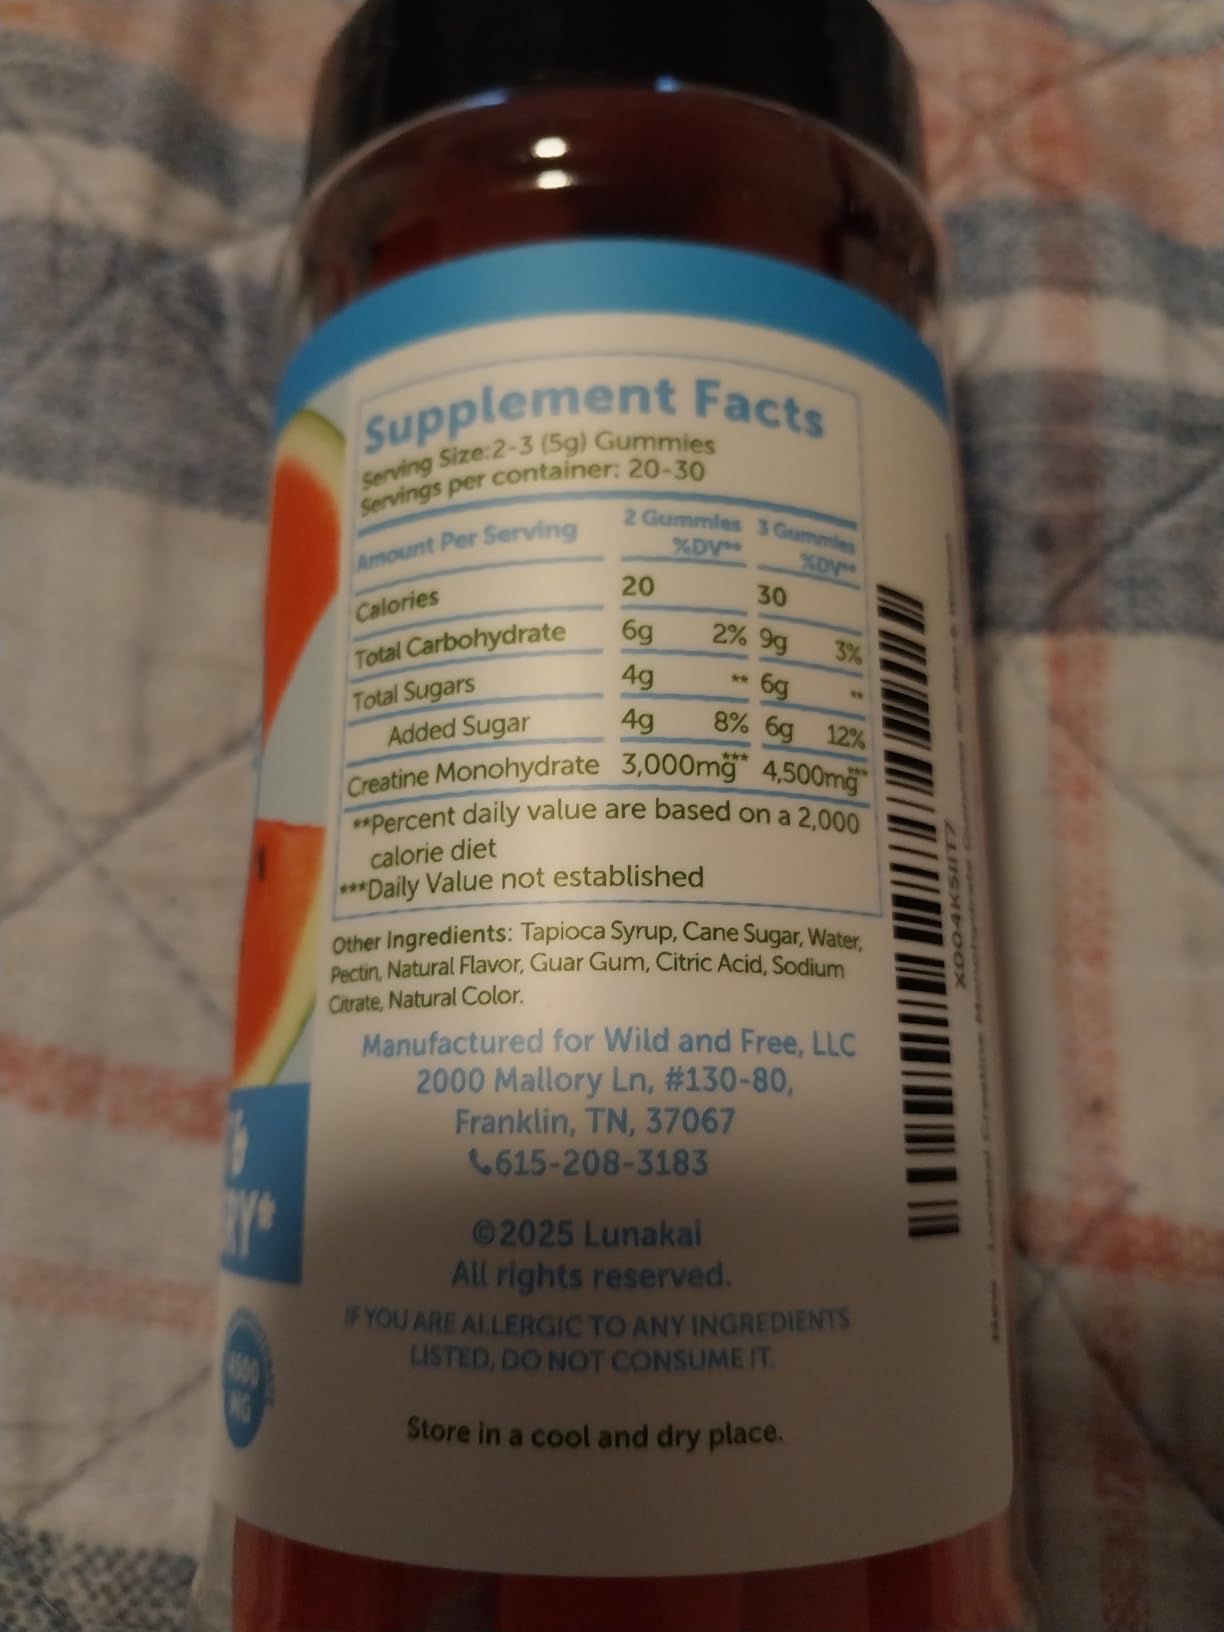 Supplement Facts
Serving Size:2-3 (5g) Gummies
Servings per container: 20-30
Amount Per Serving 2 Gummies %DV** 3 Gummies %DV**
Calories 20 30
Total Carbohydrate 6g 2% 9g 3%
Total Sugars 4g ** 6g **
Added Sugar 4g 8% 6g 12%
Creatine Monohydrate 3,000mg*** 4,500mg***
**Percent daily value are based on a 2,000
calorie diet
***Daily Value not established
Other Ingredients: Tapioca Syrup, Cane Sugar, Water,
Pectin, Natural Flavor, Guar Gum, Citric Acid, Sodium
Citrate, Natural Color.
Manufactured for Wild and Free, LLC
2000 Mallory Ln, #130-80,
Franklin, TN, 37067
615-208-3183
©2025 Lunakai
All rights reserved.
IF YOU ARE ALLERGIC TO ANY INGREDIENTS
LISTED, DO NOT CONSUME IT.
Store in a cool and dry place.
4500
MG